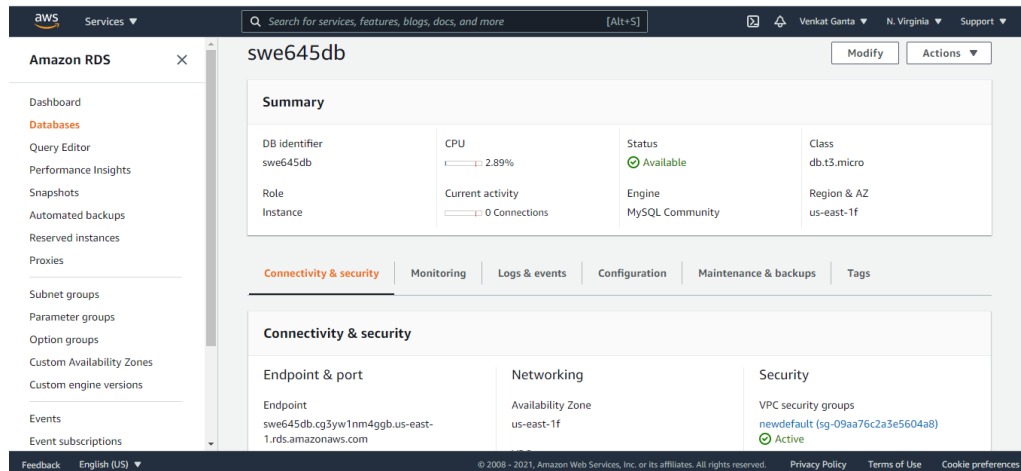 aws Services ▼ Search for services, features, blogs, docs, and more [Alt+S] Venkat Ganta ▼ N. Virginia ▼ Support ▼
Amazon RDS
Dashboard
Databases
Query Editor
Performance Insights
Snapshots
Automated backups
Reserved instances
Proxies
Subnet groups
Parameter groups
Option groups
Custom Availability Zones
Custom engine versions
Events
Event subscriptions
swe645db
Modify Actions ▼
Summary
DB identifier
swe645db
CPU
2.89%
Status
Available
Class
db.t3.micro
Role
Instance
Current activity
0 Connections
Engine
MySQL Community
Region & AZ
us-east-1f
Connectivity & security Monitoring Logs & events Configuration Maintenance & backups Tags
Connectivity & security
Endpoint & port
Endpoint
swe645db.cg3yw1nm4ggb.us-east-
1.rds.amazonaws.com
Networking
Availability Zone
us-east-1f
Security
VPC security groups
newdefault (sg-09aa76c2a3e5604a8)
Active
Feedback English (US) ▼ © 2008 - 2021, Amazon Web Services, Inc. or its affiliates. All rights reserved. Privacy Policy Terms of Use Cookie preferences